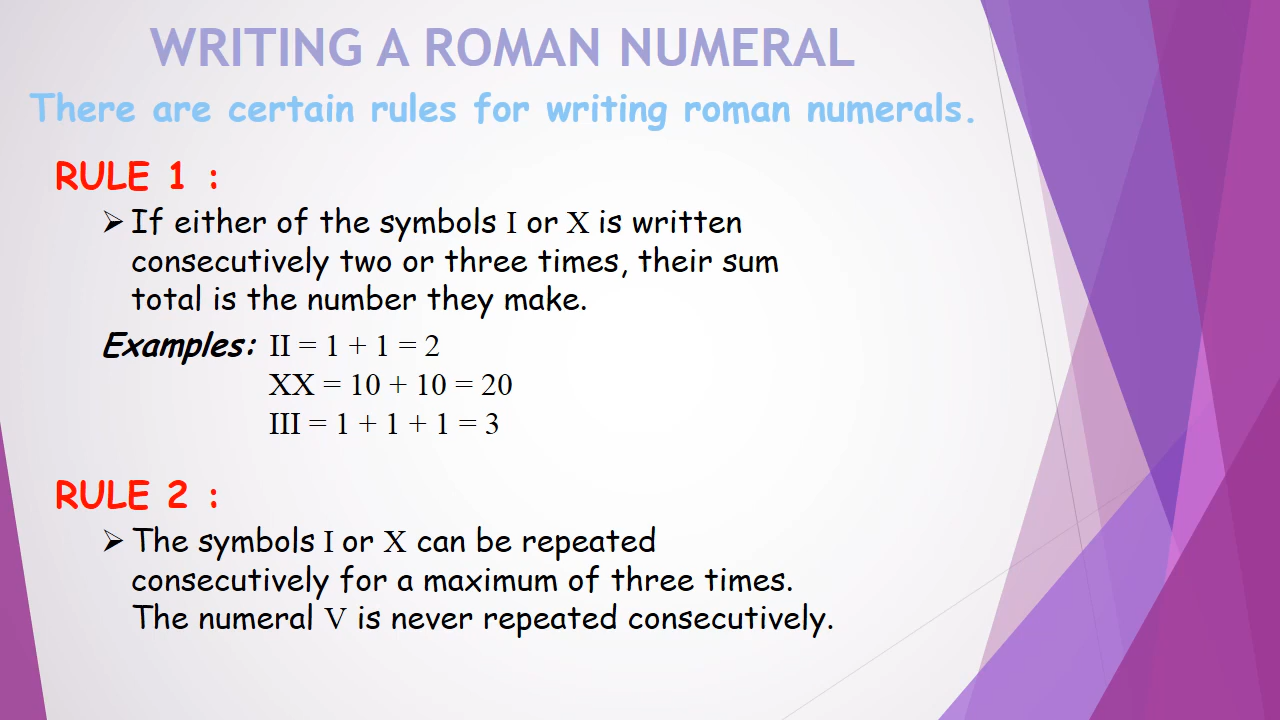 WRITING A ROMAN NUMERAL
There are certain rules for writing roman numerals.
RULE 1 :
➢ If either of the symbols I or X is written
consecutively two or three times, their sum
total is the number they make.
Examples: II = 1 + 1 = 2
XX = 10 + 10 = 20
III = 1 + 1 + 1 = 3
RULE 2 :
➢ The symbols I or X can be repeated
consecutively for a maximum of three times.
The numeral V is never repeated consecutively.